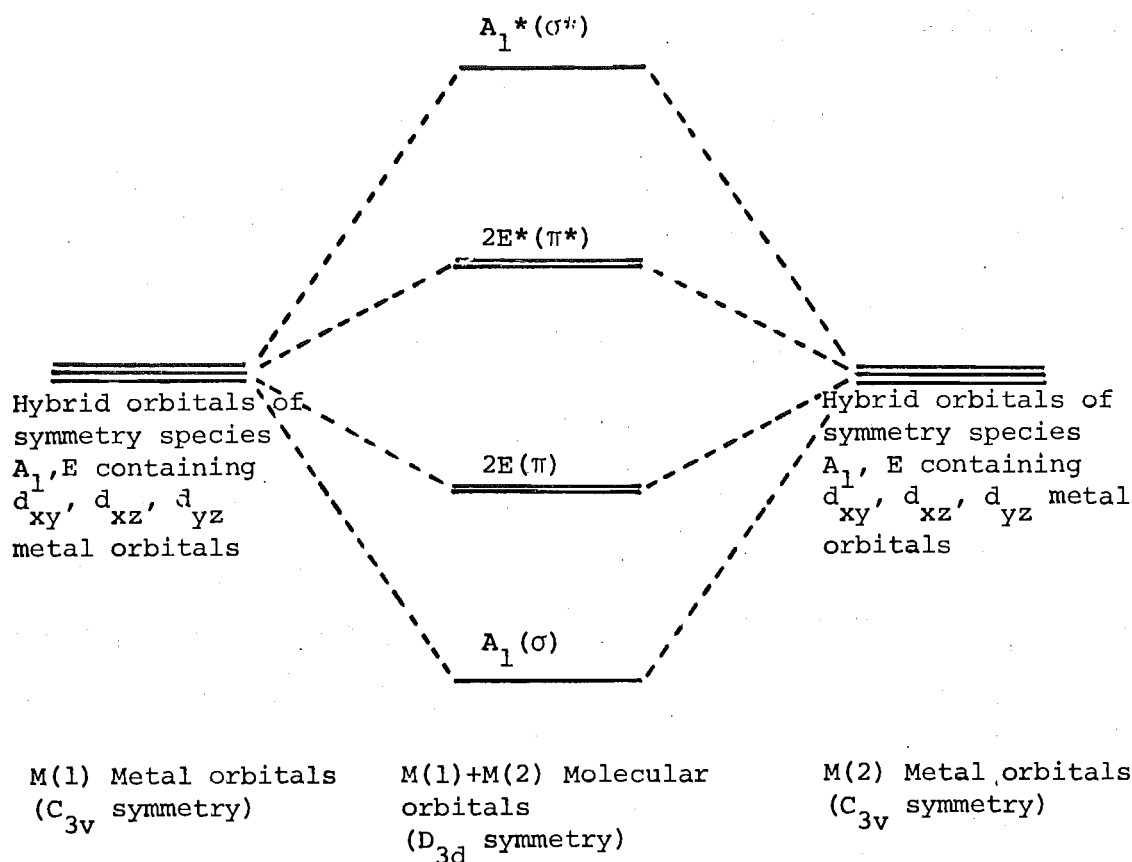 A1*(σ*)
2E*(π*)
Hybrid orbitals of
symmetry species
A1,E containing
dxy, dxz, dyz
metal orbitals
Hybrid orbitals of
symmetry species
A1, E containing
dxy, dxz, dyz metal
orbitals
2E(π)
A1(σ)
M(1) Metal orbitals
(C3v symmetry)
M(1)+M(2) Molecular
orbitals
(D3d symmetry)
M(2) Metal orbitals
(C3v symmetry)